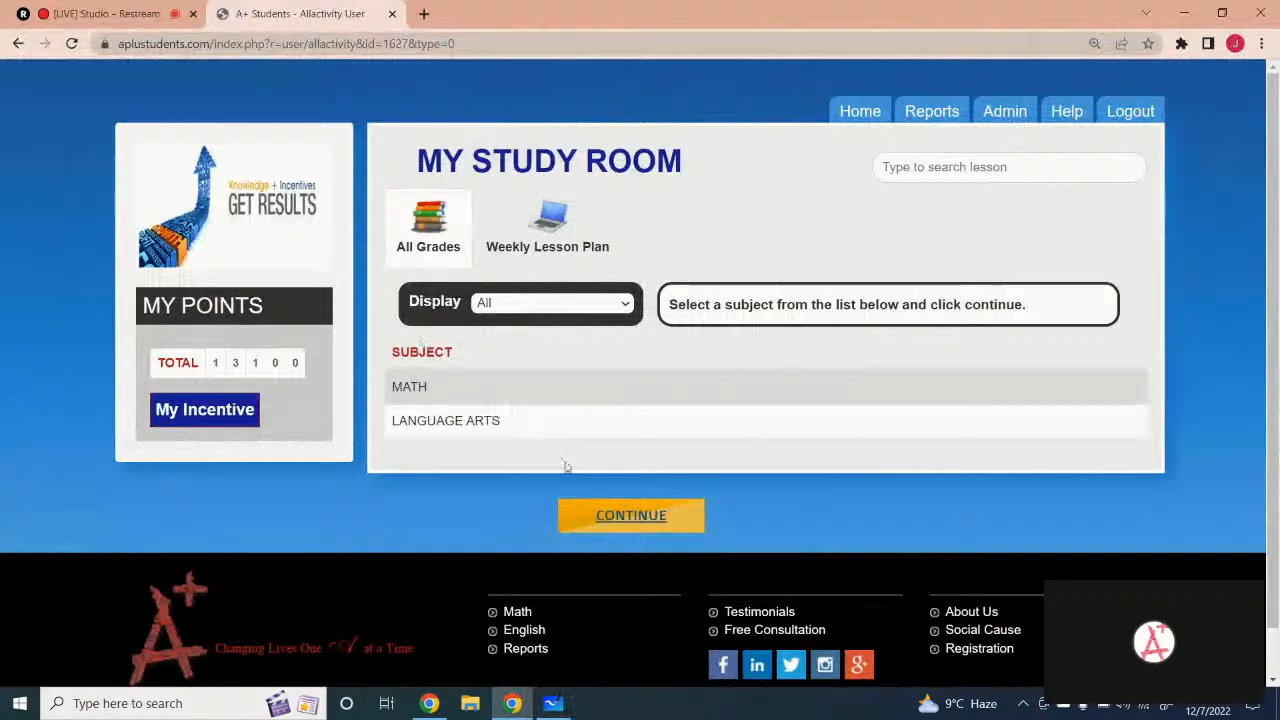 [LIVE] Studio – Restream
A+ Students - Allactivity User
aplustudents.com/index.php?r=user/allactivity&id=1627&type=0
J
Home
Reports
Admin
Help
Logout
Knowledge + Incentives
GET RESULTS
MY STUDY ROOM
Type to search lesson
All Grades
Weekly Lesson Plan
MY POINTS
Display
All
Select a subject from the list below and click continue.
SUBJECT
TOTAL 1 3 1 0 0
MATH
My Incentive
LANGUAGE ARTS
CONTINUE
A+
Changing Lives One A at a Time
Math
English
Reports
Testimonials
Free Consultation
About Us
Social Cause
Registration
A+
Type here to search
9°C Haze
12/7/2022